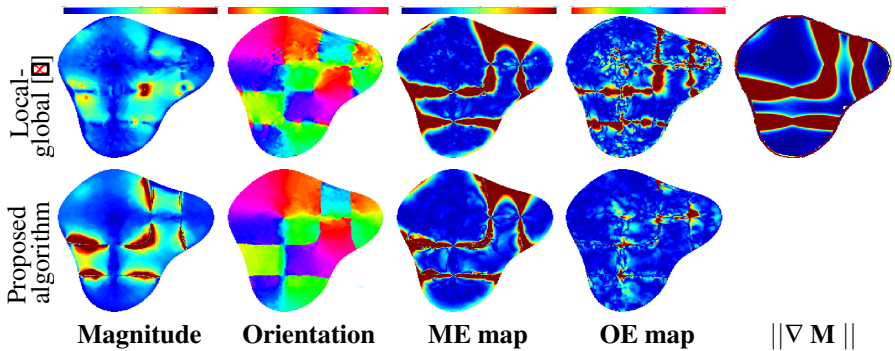 Local-
global [
Proposed
algorithm
Magnitude Orientation ME map OE map ||∇ M ||